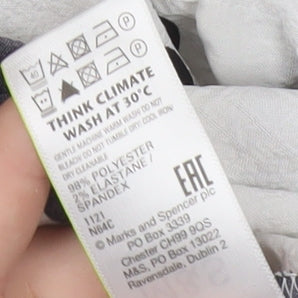 40
P
P
THINK CLIMATE
WASH AT 30°C
GENTLE MACHINE WARM WASH DO NOT
BLEACH DO NOT TUMBLE DRY COOL IRON
DRY CLEANABLE
98% POLYESTER
2% ELASTANE /
SPANDEX
1121
N64C
EAC
© Marks and Spencer plc
PO Box 3339
Chester CH99 9QS
M&S, PO Box 13022
Ravensdale, Dublin 2